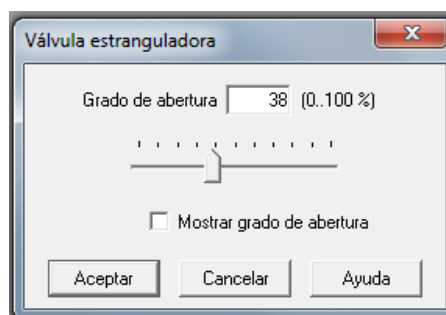 Válvula estranguladora
Grado de abertura 38 (0..100 %)
Mostrar grado de abertura
Aceptar Cancelar Ayuda